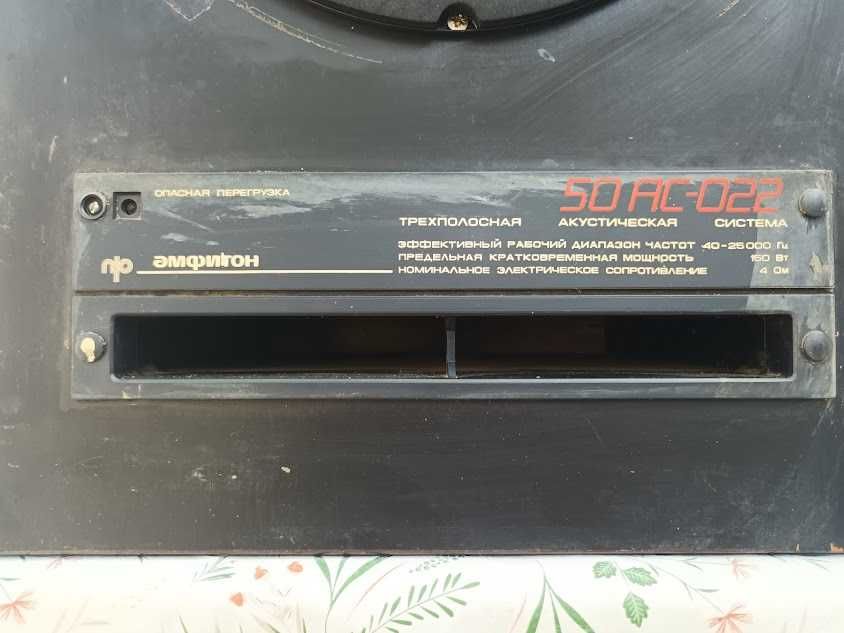 ОПАСНАЯ ПЕРЕГРУЗКА
50 АС-022
ТРЕХПОЛОСНАЯ АКУСТИЧЕСКАЯ СИСТЕМА
ЭФФЕКТИВНЫЙ РАБОЧИЙ ДИАПАЗОН ЧАСТОТ 40-25000 Гц
ПРЕДЕЛЬНАЯ КРАТКОВРЕМЕННАЯ МОЩНОСТЬ 150 Вт
НОМИНАЛЬНОЕ ЭЛЕКТРИЧЕСКОЕ СОПРОТИВЛЕНИЕ 4 Ом
амфитон